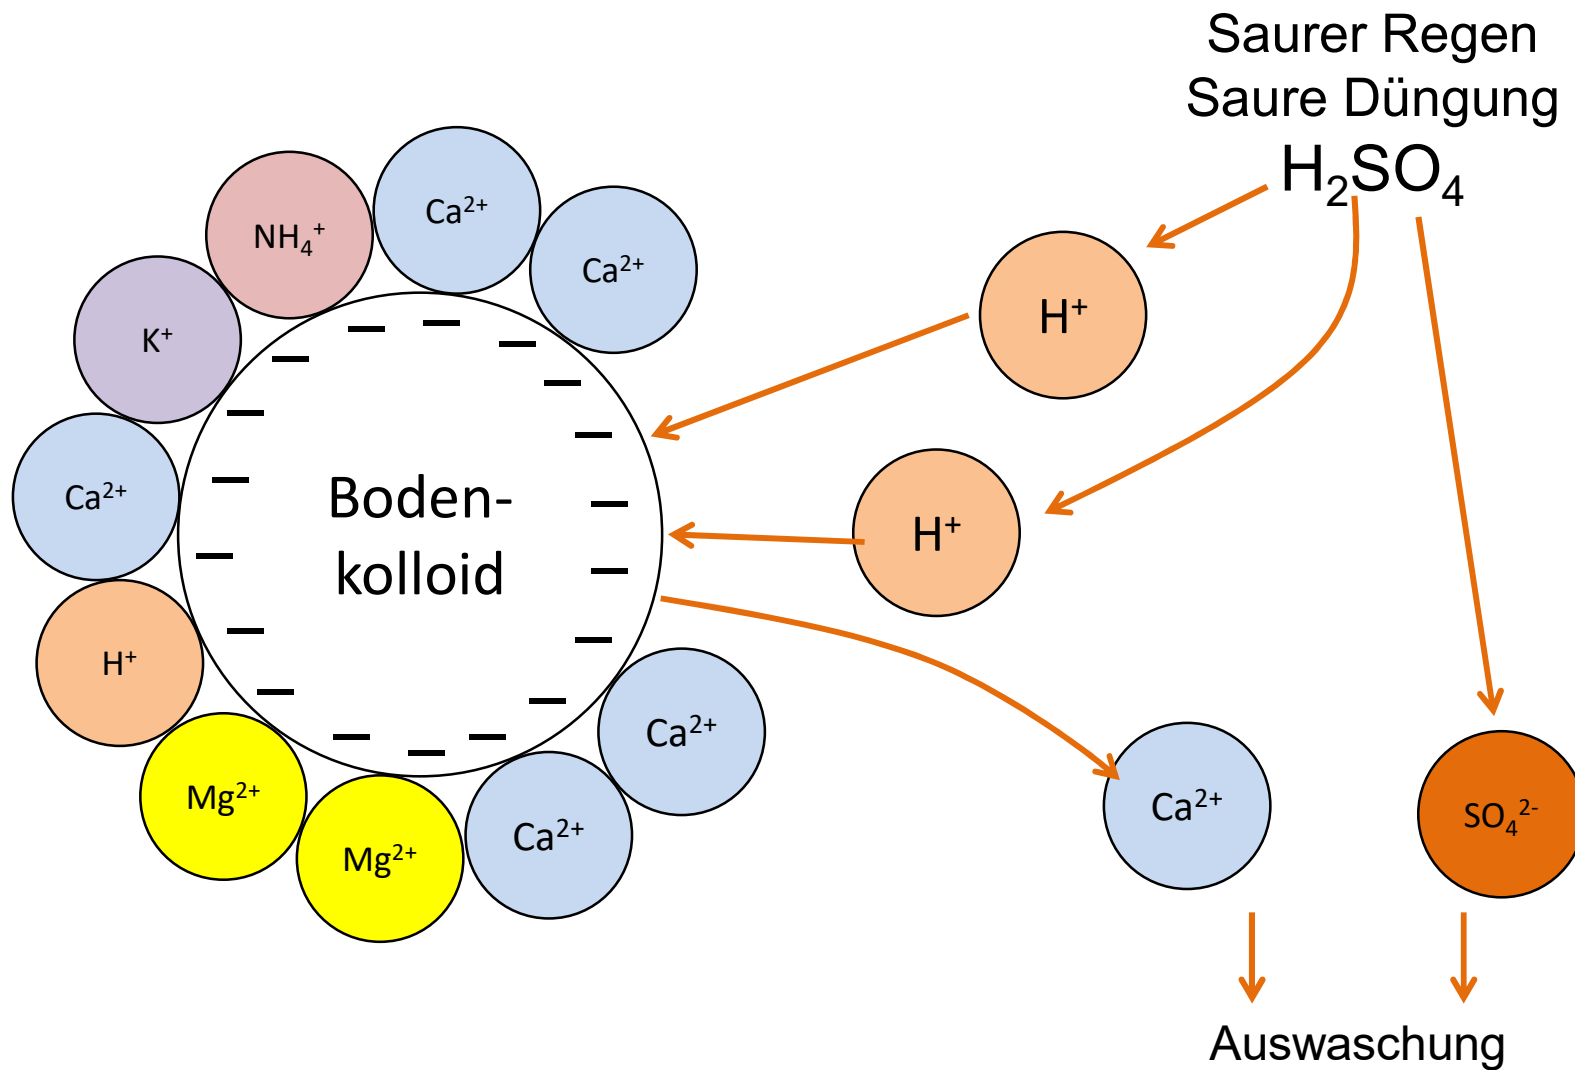 Saurer Regen
Saure Düngung
H₂SO₄
NH₄⁺
Ca²⁺
Ca²⁺
K⁺
H⁺
Ca²⁺
Boden-
kolloid
H⁺
H⁺
Mg²⁺
Mg²⁺
Ca²⁺
Ca²⁺
Ca²⁺
SO₄²⁻
Auswaschung